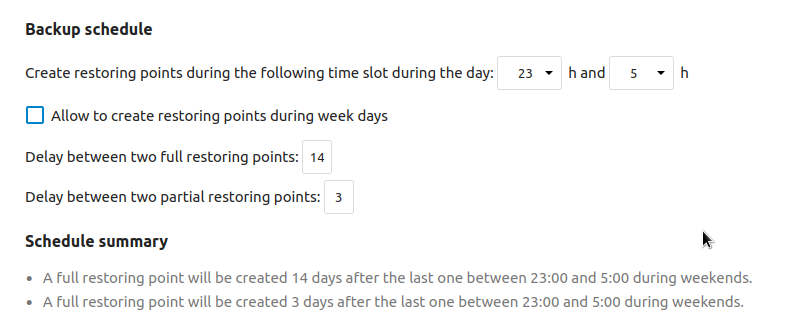 Backup schedule
Create restoring points during the following time slot during the day: 23 h and 5 h
Allow to create restoring points during week days
Delay between two full restoring points: 14
Delay between two partial restoring points: 3
Schedule summary
• A full restoring point will be created 14 days after the last one between 23:00 and 5:00 during weekends.
• A full restoring point will be created 3 days after the last one between 23:00 and 5:00 during weekends.